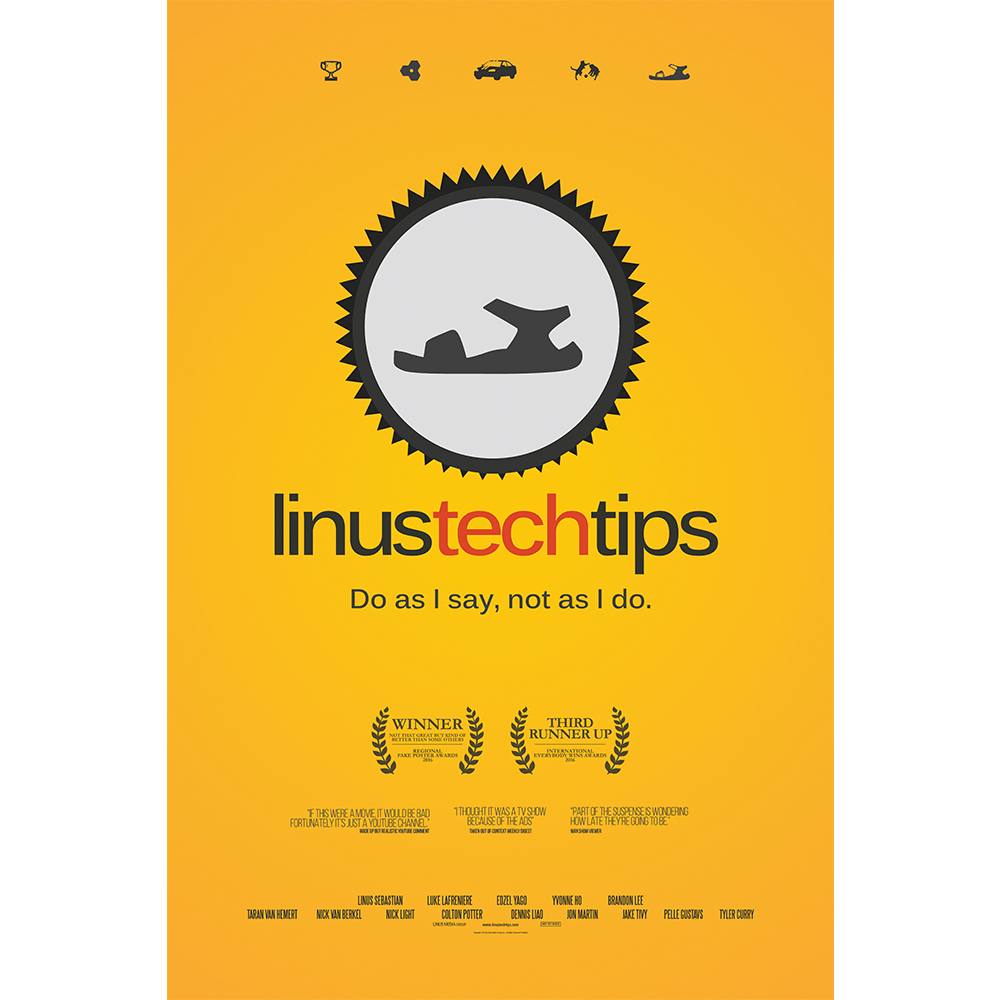 linustechtips
Do as I say, not as I do.
WINNER
NOT THAT GREAT BUT KIND OF
BETTER THAN SOME OTHERS
REGIONAL
FAKE POSTER AWARDS
2016
THIRD
RUNNER UP
INTERNATIONAL
EVERYBODY WINS AWARDS
2016
"IF THIS WERE A MOVIE, IT WOULD BE BAD
FORTUNATELY IT'S JUST A YOUTUBE CHANNEL."
MADE UP BUT REALISTIC YOUTUBE COMMENT
"I THOUGHT IT WAS A TV SHOW
BECAUSE OF THE ADS"
TAKEN OUT OF CONTEXT WEEKLY DIGEST
"PART OF THE SUSPENSE IS WONDERING
HOW LATE THEY'RE GOING TO BE."
WAN SHOW VIEWER
LINUS SEBASTIAN LUKE LAFRENIERE EDZEL YAGO YVONNE HO BRANDON LEE
TARAN VAN HEMERT NICK VAN BERKEL NICK LIGHT COLTON POTTER DENNIS LIAO JON MARTIN JAKE TIVY PELLE GUSTAVS TYLER CURRY
LINUS MEDIA GROUP www.linustechtips.com